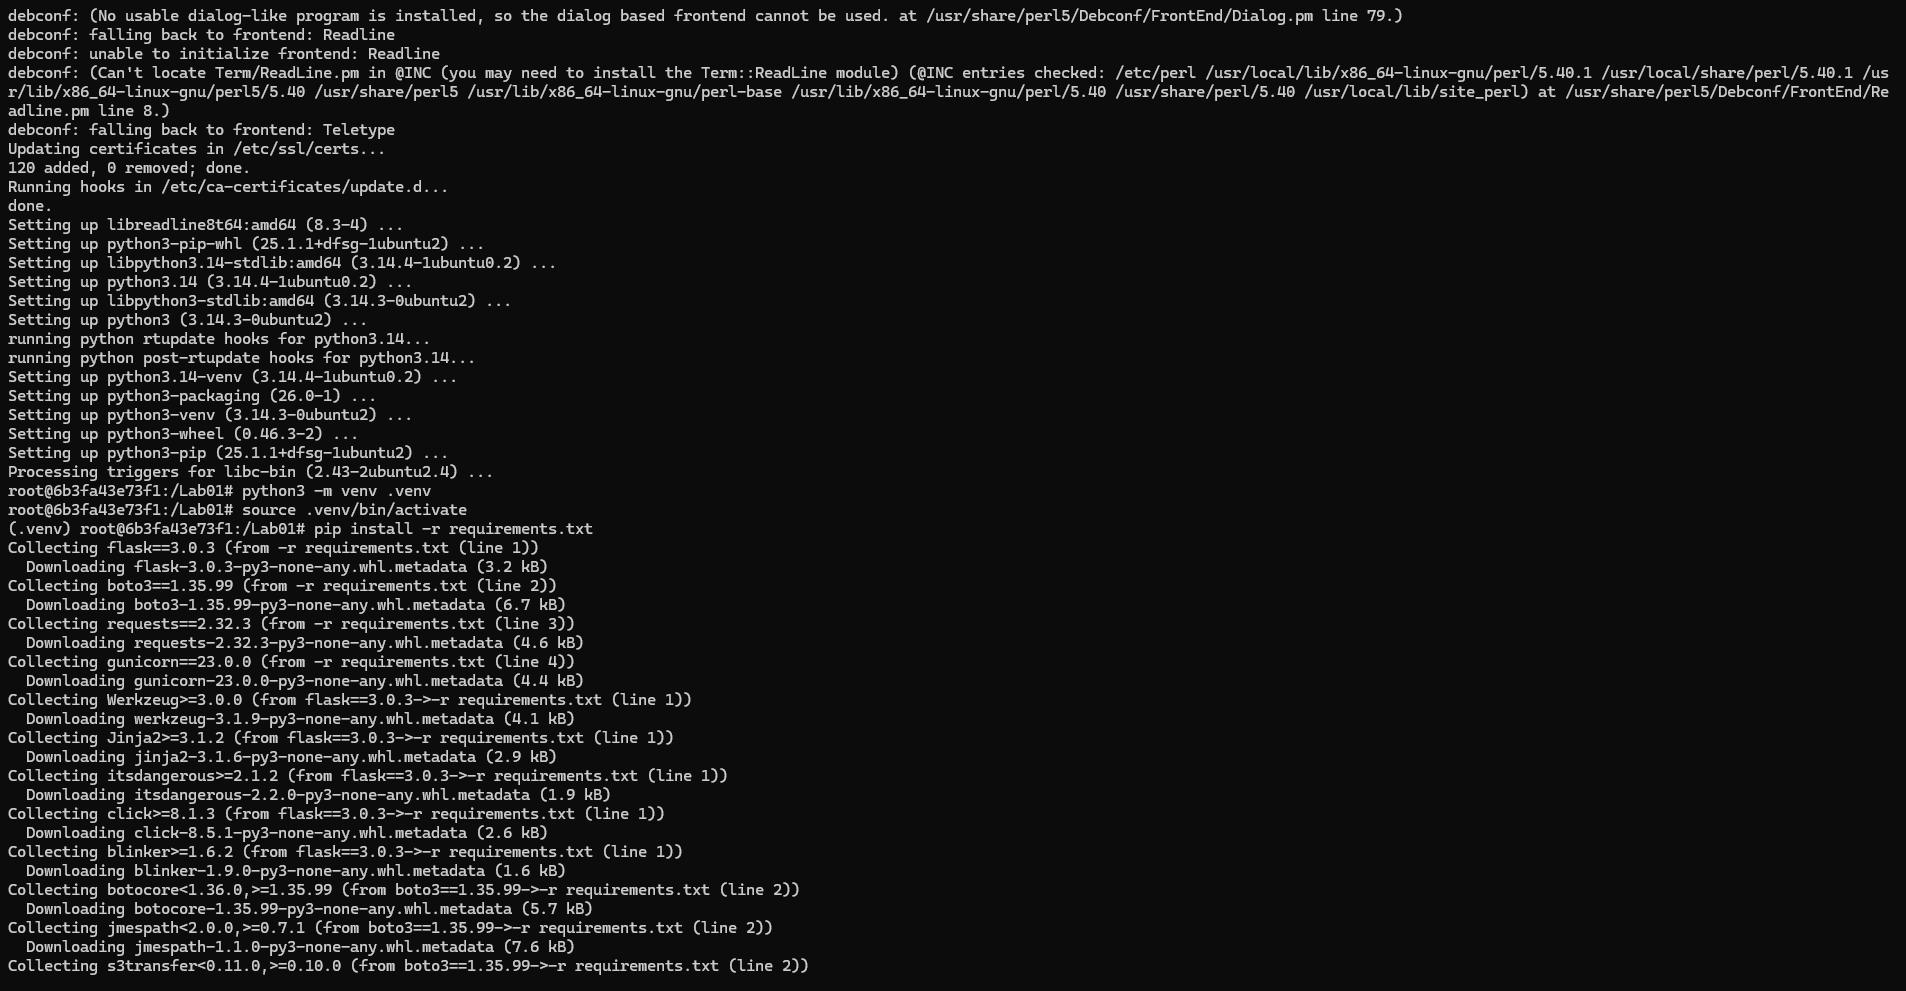 debconf: (No usable dialog-like program is installed, so the dialog based frontend cannot be used. at /usr/share/perl5/Debconf/FrontEnd/Dialog.pm line 79.)
debconf: falling back to frontend: Readline
debconf: unable to initialize frontend: Readline
debconf: (Can't locate Term/ReadLine.pm in @INC (you may need to install the Term::ReadLine module) (@INC entries checked: /etc/perl /usr/local/lib/x86_64-linux-gnu/perl/5.40.1 /usr/local/share/perl/5.40.1 /us
r/lib/x86_64-linux-gnu/perl5/5.40 /usr/share/perl5 /usr/lib/x86_64-linux-gnu/perl-base /usr/lib/x86_64-linux-gnu/perl/5.40 /usr/share/perl/5.40 /usr/local/lib/site_perl) at /usr/share/perl5/Debconf/FrontEnd/Re
adline.pm line 8.)
debconf: falling back to frontend: Teletype
Updating certificates in /etc/ssl/certs...
120 added, 0 removed; done.
Running hooks in /etc/ca-certificates/update.d...
done.
Setting up libreadline8t64:amd64 (8.3-4) ...
Setting up python3-pip-whl (25.1.1+dfsg-1ubuntu2) ...
Setting up libpython3.14-stdlib:amd64 (3.14.4-1ubuntu0.2) ...
Setting up python3.14 (3.14.4-1ubuntu0.2) ...
Setting up libpython3-stdlib:amd64 (3.14.3-0ubuntu2) ...
Setting up python3 (3.14.3-0ubuntu2) ...
running python rtupdate hooks for python3.14...
running python post-rtupdate hooks for python3.14...
Setting up python3.14-venv (3.14.4-1ubuntu0.2) ...
Setting up python3-packaging (26.0-1) ...
Setting up python3-venv (3.14.3-0ubuntu2) ...
Setting up python3-wheel (0.46.3-2) ...
Setting up python3-pip (25.1.1+dfsg-1ubuntu2) ...
Processing triggers for libc-bin (2.43-2ubuntu2.4) ...
root@6b3fa43e73f1:/Lab01# python3 -m venv .venv
root@6b3fa43e73f1:/Lab01# source .venv/bin/activate
(.venv) root@6b3fa43e73f1:/Lab01# pip install -r requirements.txt
Collecting flask==3.0.3 (from -r requirements.txt (line 1))
  Downloading flask-3.0.3-py3-none-any.whl.metadata (3.2 kB)
Collecting boto3==1.35.99 (from -r requirements.txt (line 2))
  Downloading boto3-1.35.99-py3-none-any.whl.metadata (6.7 kB)
Collecting requests==2.32.3 (from -r requirements.txt (line 3))
  Downloading requests-2.32.3-py3-none-any.whl.metadata (4.6 kB)
Collecting gunicorn==23.0.0 (from -r requirements.txt (line 4))
  Downloading gunicorn-23.0.0-py3-none-any.whl.metadata (4.4 kB)
Collecting Werkzeug>=3.0.0 (from flask==3.0.3->-r requirements.txt (line 1))
  Downloading werkzeug-3.1.9-py3-none-any.whl.metadata (4.1 kB)
Collecting Jinja2>=3.1.2 (from flask==3.0.3->-r requirements.txt (line 1))
  Downloading jinja2-3.1.6-py3-none-any.whl.metadata (2.9 kB)
Collecting itsdangerous>=2.1.2 (from flask==3.0.3->-r requirements.txt (line 1))
  Downloading itsdangerous-2.2.0-py3-none-any.whl.metadata (1.9 kB)
Collecting click>=8.1.3 (from flask==3.0.3->-r requirements.txt (line 1))
  Downloading click-8.5.1-py3-none-any.whl.metadata (2.6 kB)
Collecting blinker>=1.6.2 (from flask==3.0.3->-r requirements.txt (line 1))
  Downloading blinker-1.9.0-py3-none-any.whl.metadata (1.6 kB)
Collecting botocore<1.36.0,>=1.35.99 (from boto3==1.35.99->-r requirements.txt (line 2))
  Downloading botocore-1.35.99-py3-none-any.whl.metadata (5.7 kB)
Collecting jmespath<2.0.0,>=0.7.1 (from boto3==1.35.99->-r requirements.txt (line 2))
  Downloading jmespath-1.1.0-py3-none-any.whl.metadata (7.6 kB)
Collecting s3transfer<0.11.0,>=0.10.0 (from boto3==1.35.99->-r requirements.txt (line 2))